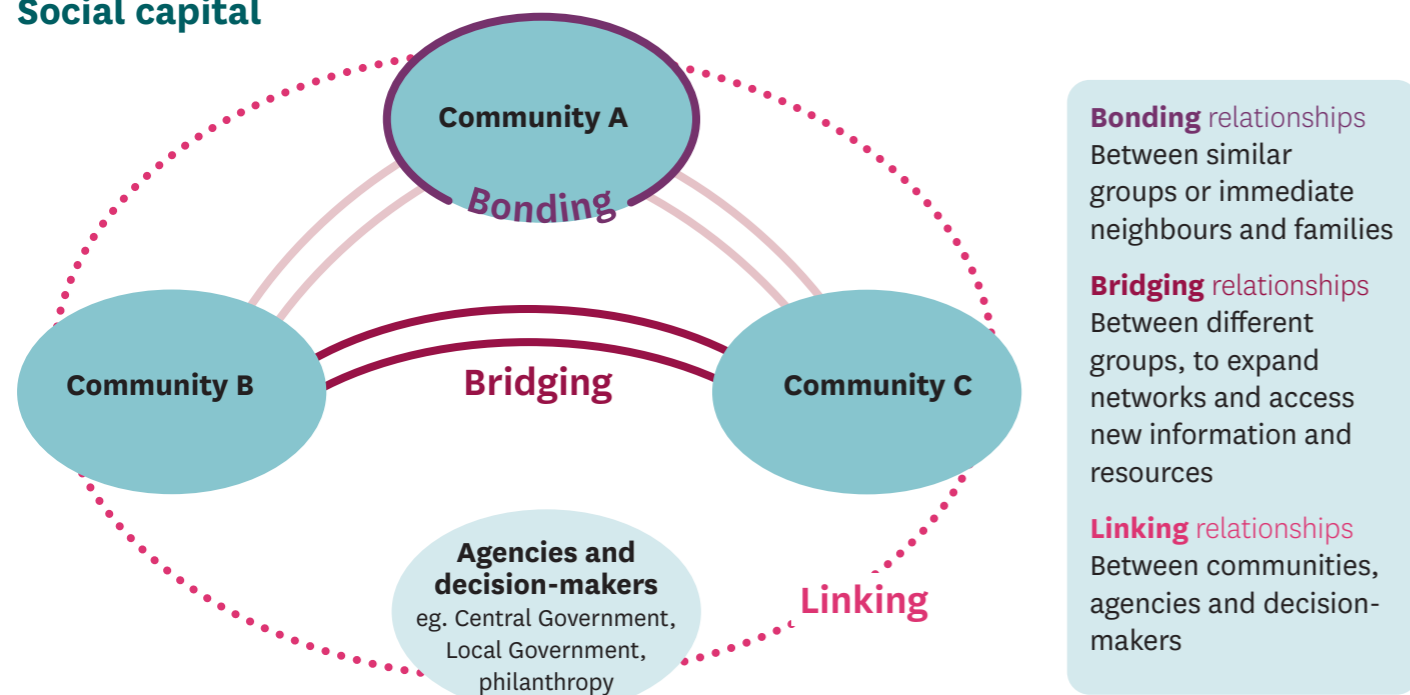 Social capital
Community A
Bonding
Community B
Bridging
Community C
Agencies and
decision-makers
eg. Central Government,
Local Government,
philanthropy
Linking
Bonding relationships
Between similar
groups or immediate
neighbours and families
Bridging relationships
Between different
groups, to expand
networks and access
new information and
resources
Linking relationships
Between communities,
agencies and decision-
makers